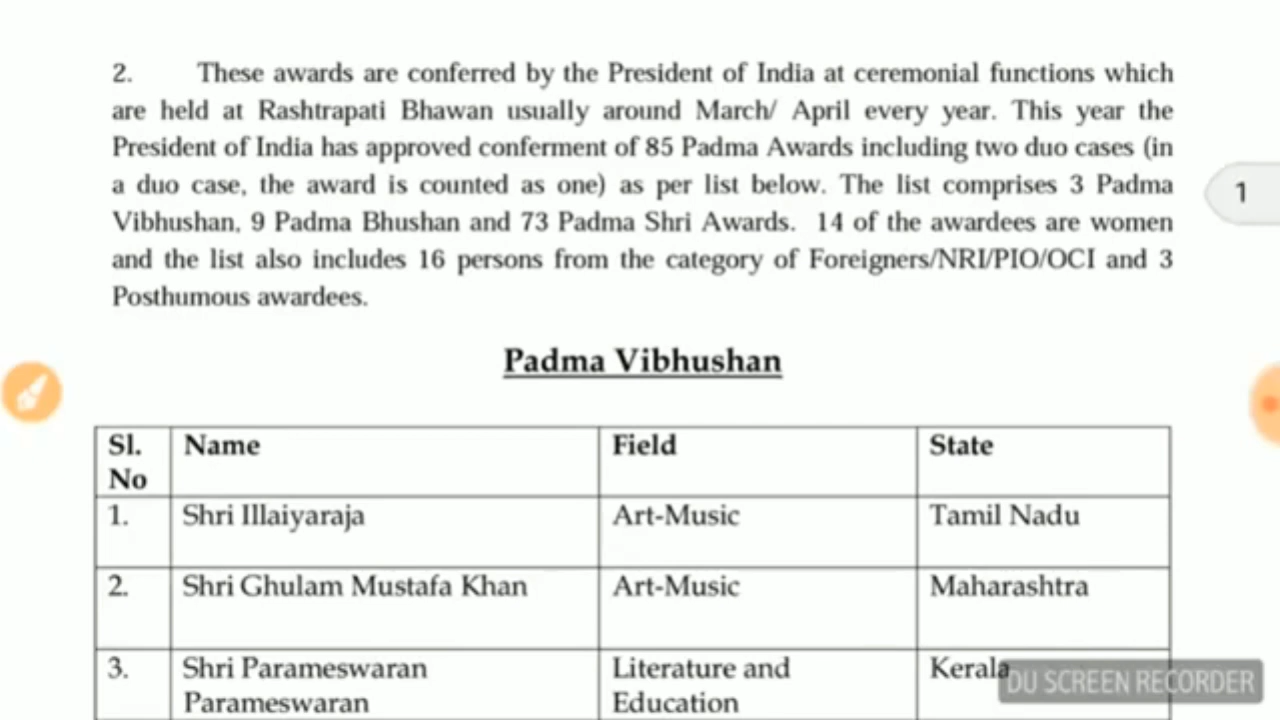 2. These awards are conferred by the President of India at ceremonial functions which
are held at Rashtrapati Bhawan usually around March/ April every year. This year the
President of India has approved conferment of 85 Padma Awards including two duo cases (in
a duo case, the award is counted as one) as per list below. The list comprises 3 Padma
Vibhushan, 9 Padma Bhushan and 73 Padma Shri Awards. 14 of the awardees are women
and the list also includes 16 persons from the category of Foreigners/NRI/PIO/OCI and 3
Posthumous awardees.
1
Padma Vibhushan
Sl. No Name Field State
1. Shri Illaiyaraja Art-Music Tamil Nadu
2. Shri Ghulam Mustafa Khan Art-Music Maharashtra
3. Shri Parameswaran Literature and Kerala
Parameswaran Education
DU SCREEN RECORDER